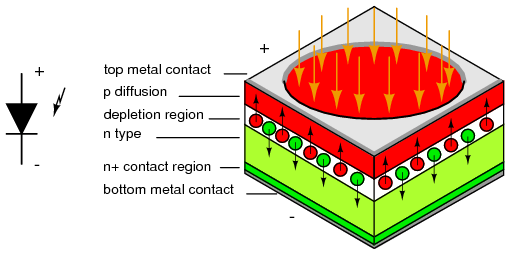 +
+
top metal contact
p diffusion
depletion region
n type
-
n+ contact region
bottom metal contact
-